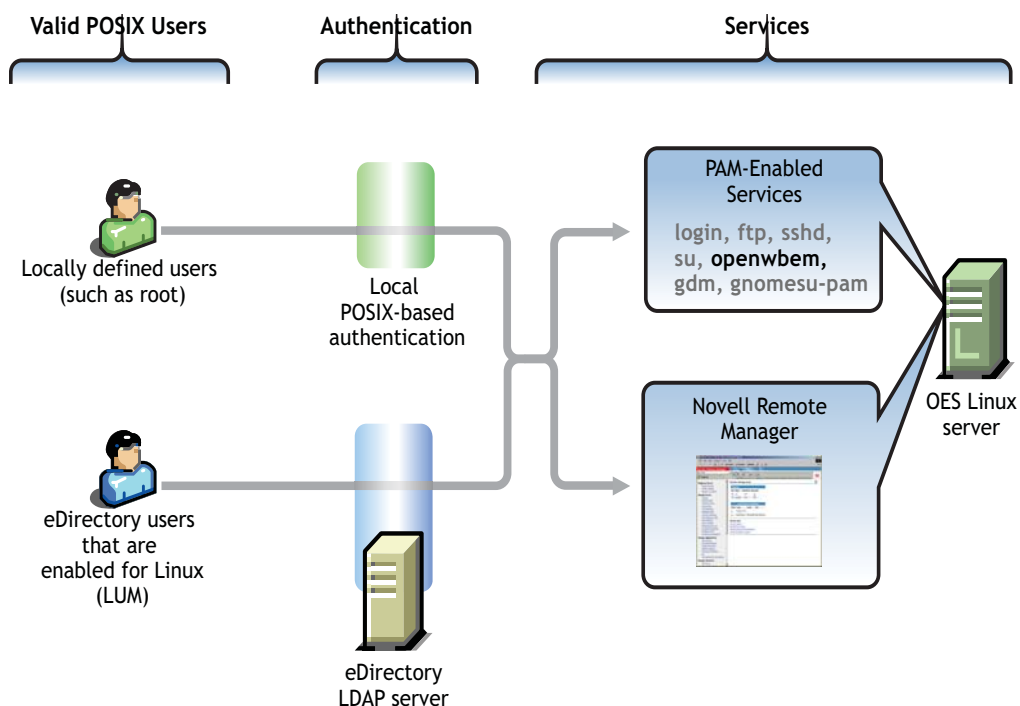 Valid POSIX Users
Authentication
Services
PAM-Enabled
Services
login, ftp, sshd,
su, openwbem,
gdm, gnomesu-pam
Locally defined users
(such as root)
Local
POSIX-based
authentication
Novell Remote
Manager
OES Linux
server
eDirectory users
that are
enabled for Linux
(LUM)
eDirectory
LDAP server